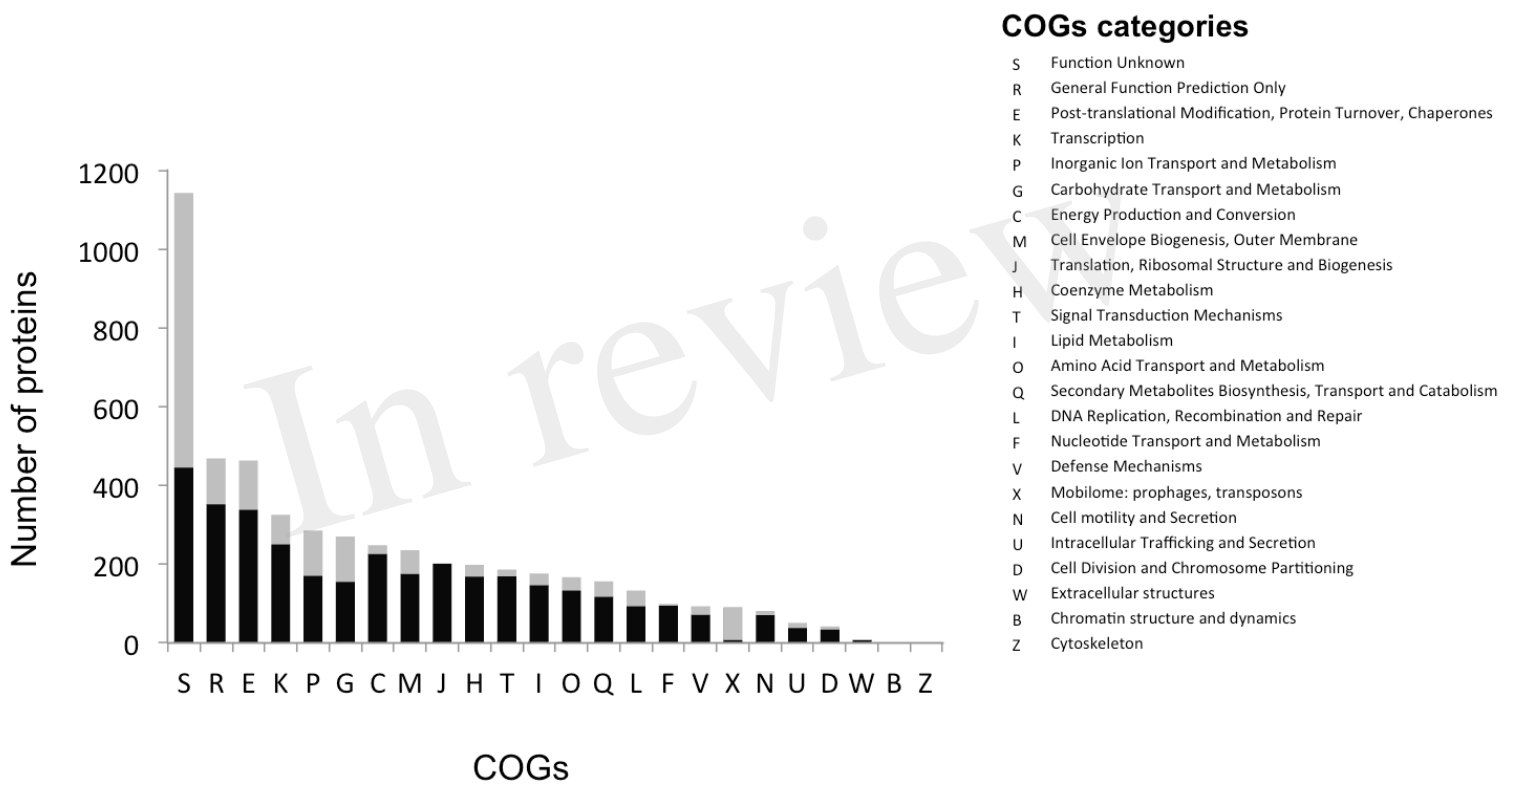 COGs categories
S Function Unknown
R General Function Prediction Only
E Post-translational Modification, Protein Turnover, Chaperones
K Transcription
P Inorganic Ion Transport and Metabolism
G Carbohydrate Transport and Metabolism
C Energy Production and Conversion
M Cell Envelope Biogenesis, Outer Membrane
J Translation, Ribosomal Structure and Biogenesis
H Coenzyme Metabolism
T Signal Transduction Mechanisms
I Lipid Metabolism
O Amino Acid Transport and Metabolism
Q Secondary Metabolites Biosynthesis, Transport and Catabolism
L DNA Replication, Recombination and Repair
F Nucleotide Transport and Metabolism
V Defense Mechanisms
X Mobilome: prophages, transposons
N Cell motility and Secretion
U Intracellular Trafficking and Secretion
D Cell Division and Chromosome Partitioning
W Extracellular structures
B Chromatin structure and dynamics
Z Cytoskeleton
Number of proteins
1200
1000
800
600
400
200
0
S R E K P G C M J H T I O Q L F V X N U D W B Z
COGs
In review